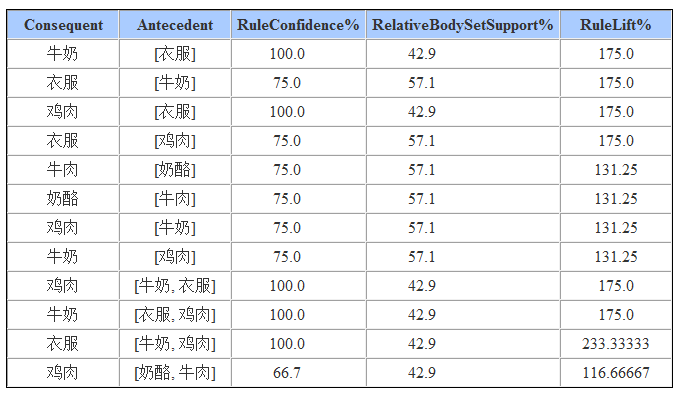 Consequent Antecedent RuleConfidence% RelativeBodySetSupport% RuleLift%
牛奶 [衣服] 100.0 42.9 175.0
衣服 [牛奶] 75.0 57.1 175.0
鸡肉 [衣服] 100.0 42.9 175.0
衣服 [鸡肉] 75.0 57.1 175.0
牛肉 [奶酪] 75.0 57.1 131.25
奶酪 [牛肉] 75.0 57.1 131.25
鸡肉 [牛奶] 75.0 57.1 131.25
牛奶 [鸡肉] 75.0 57.1 131.25
鸡肉 [牛奶, 衣服] 100.0 42.9 175.0
牛奶 [衣服, 鸡肉] 100.0 42.9 175.0
衣服 [牛奶, 鸡肉] 100.0 42.9 233.33333
鸡肉 [奶酪, 牛肉] 66.7 42.9 116.66667